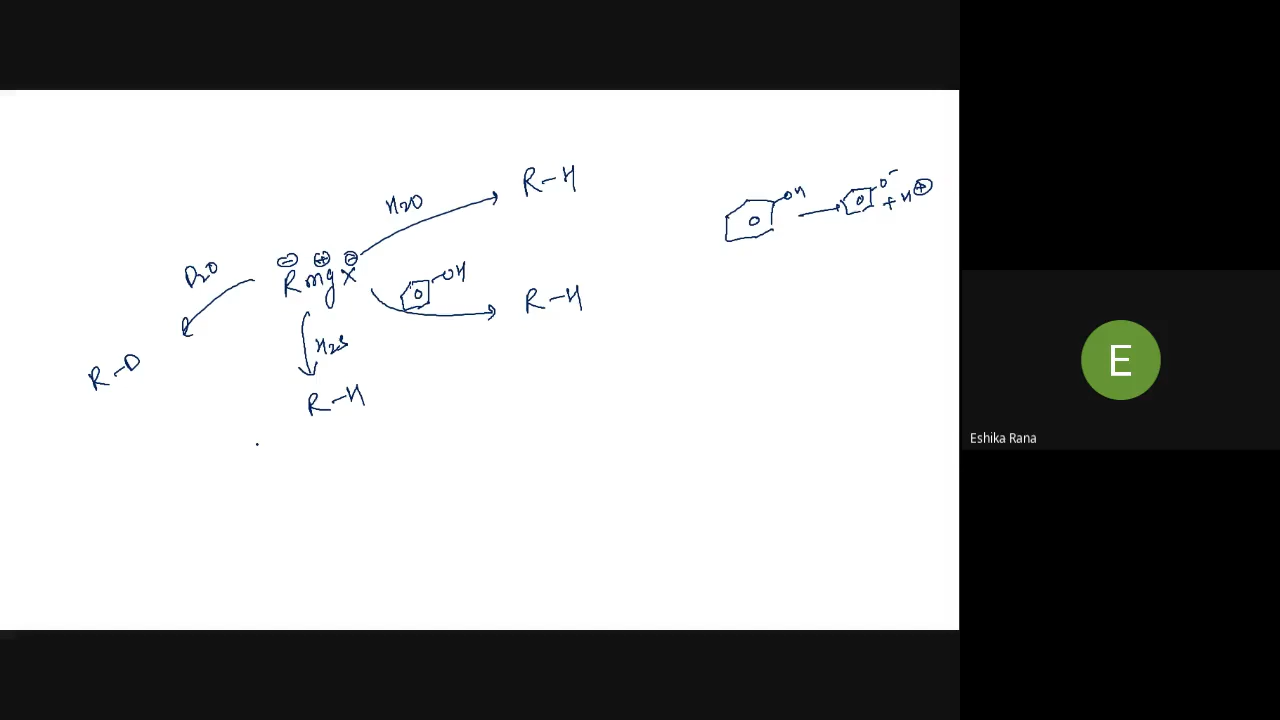 R-H
H2O
OH
O- + H+
D2O
RmgX
OH
R-H
H2S
R-D
R-H
E
Eshika Rana